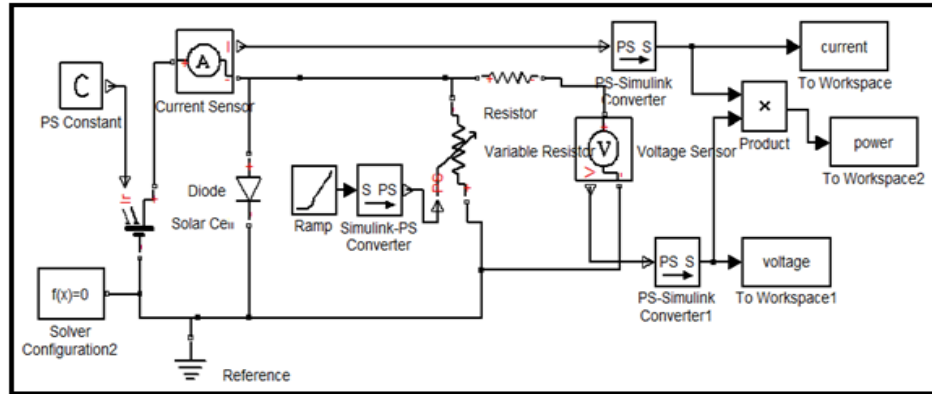 C
PS Constant
Ir
+
A
-
I
Current Sensor
PS S
PS-Simulink
Converter
current
To Workspace
×
Product
power
To Workspace2
Resistor
Variable Resistor
PS
V
V
Voltage Sensor
Diode
Solar Cell
Ramp
S PS
Simulink-PS
Converter
PS S
PS-Simulink
Converter1
voltage
To Workspace1
f(x)=0
Solver
Configuration2
Reference